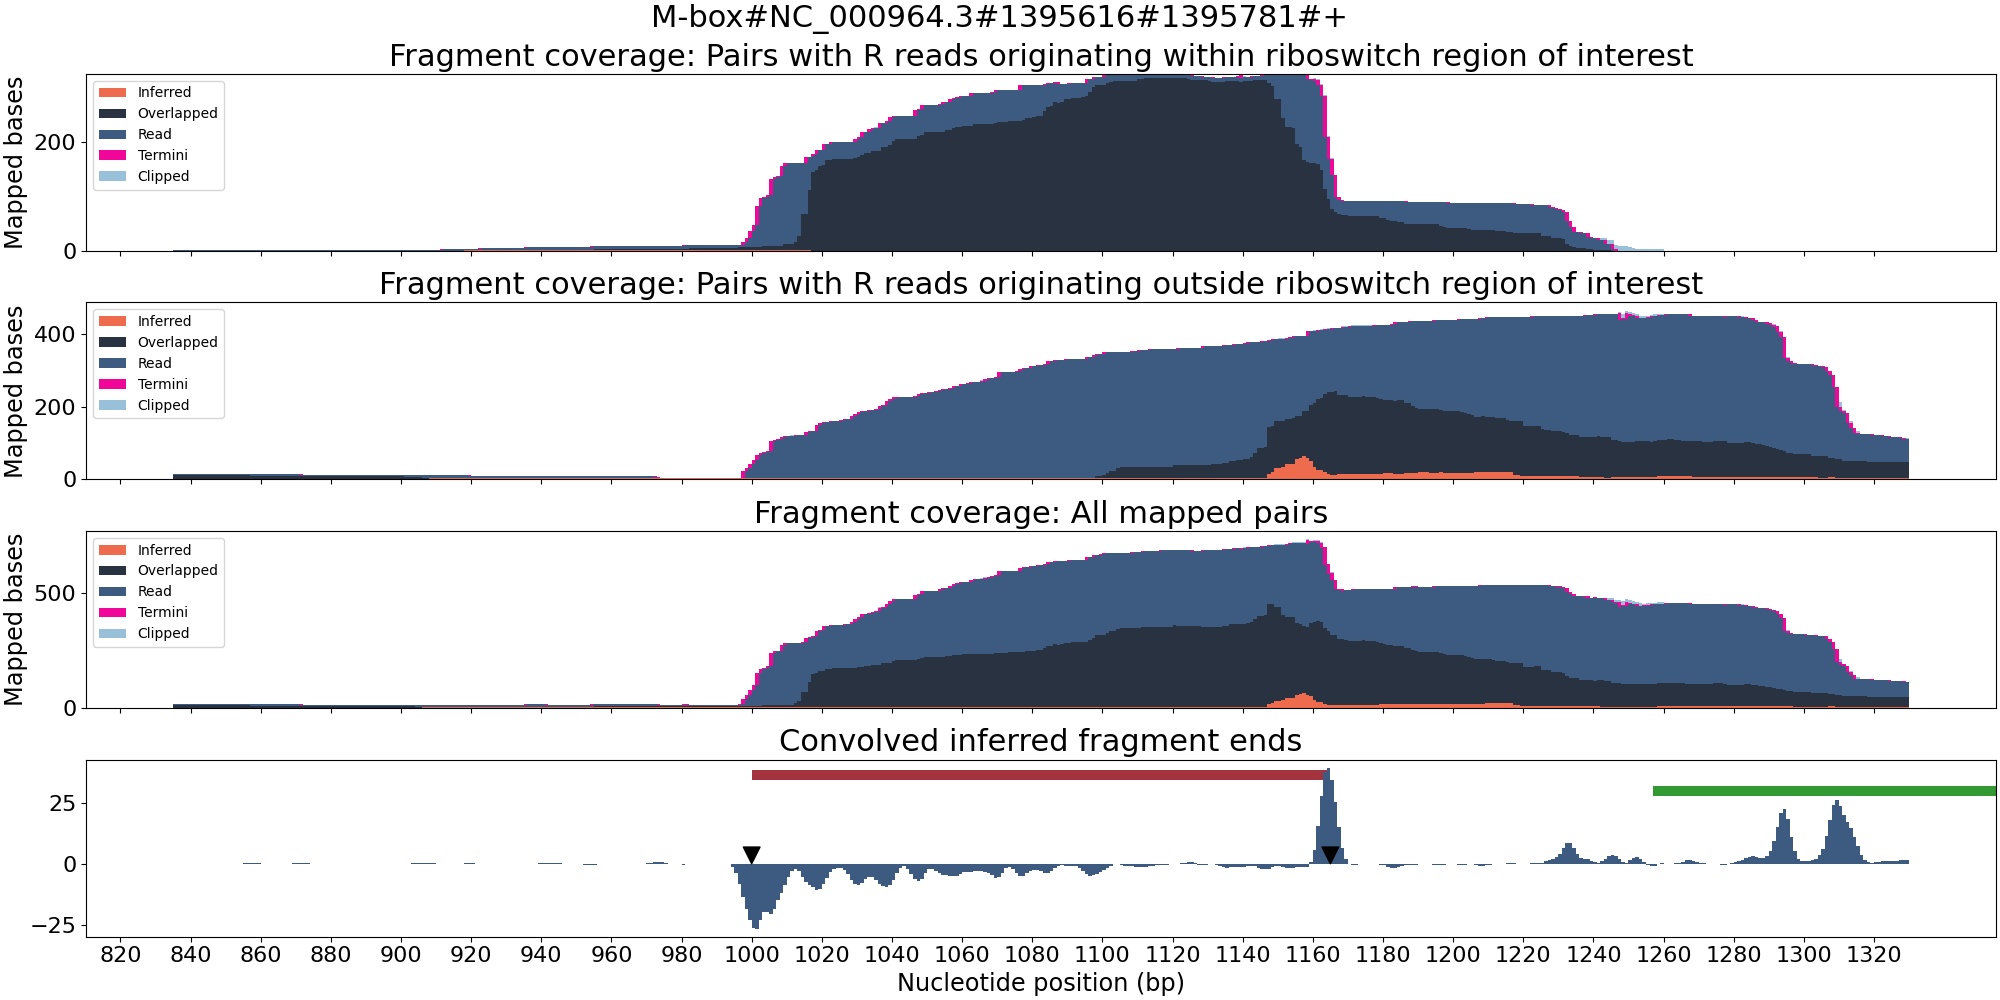 M-box#NC_000964.3#1395616#1395781#+
Fragment coverage: Pairs with R reads originating within riboswitch region of interest
Mapped bases
200
0
Inferred
Overlapped
Read
Termini
Clipped
Fragment coverage: Pairs with R reads originating outside riboswitch region of interest
Mapped bases
400
200
0
Inferred
Overlapped
Read
Termini
Clipped
Fragment coverage: All mapped pairs
Mapped bases
500
0
Inferred
Overlapped
Read
Termini
Clipped
Convolved inferred fragment ends
25
0
−25
820 840 860 880 900 920 940 960 980 1000 1020 1040 1060 1080 1100 1120 1140 1160 1180 1200 1220 1240 1260 1280 1300 1320
Nucleotide position (bp)